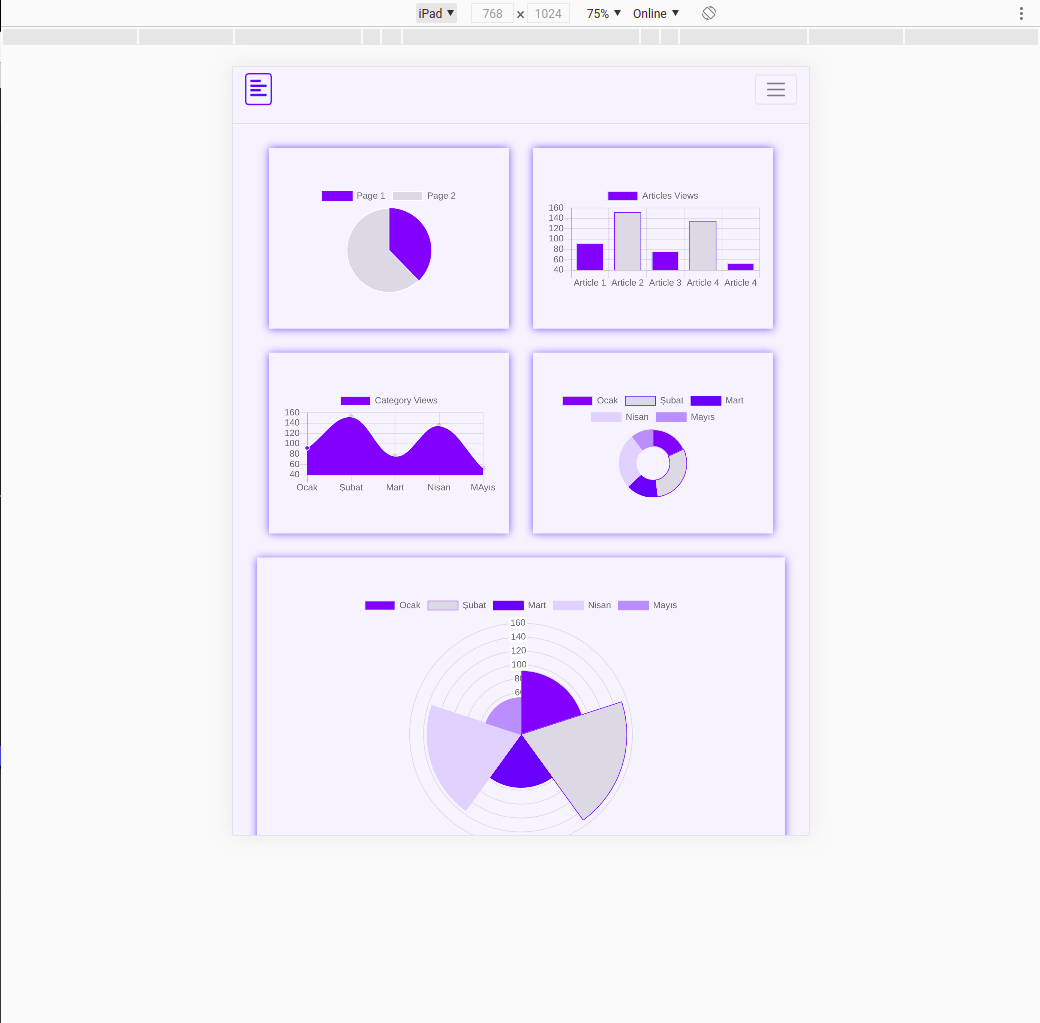 iPad ▼ 768 x 1024 75% ▼ Online ▼
Page 1 Page 2
Articles Views
160
140
120
100
80
60
40
Article 1 Article 2 Article 3 Article 4 Article 4
Category Views
160
140
120
100
80
60
40
Ocak Şubat Mart Nisan MAyıs
Ocak Şubat Mart
Nisan Mayıs
Ocak Şubat Mart Nisan Mayıs
160
140
120
100